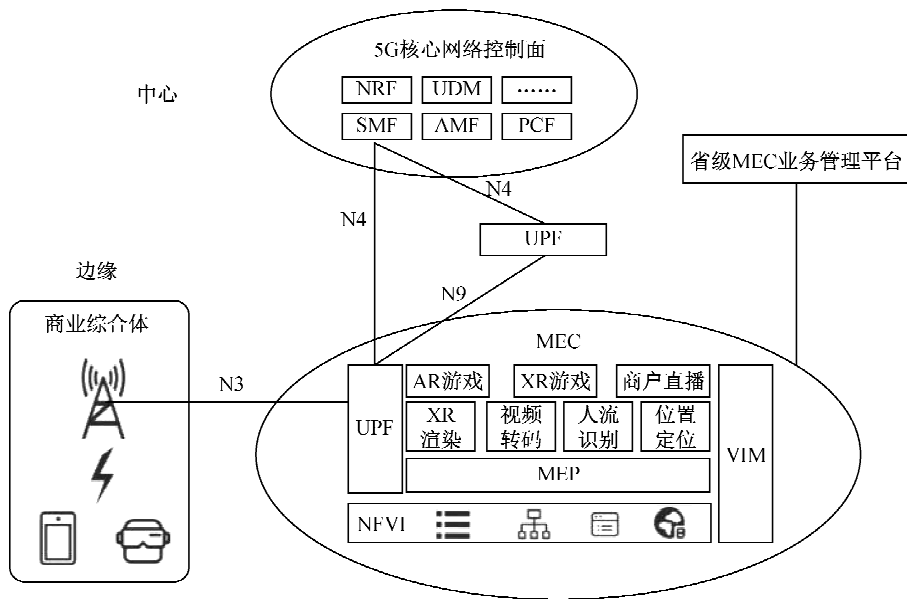 5G核心网络控制面
NRF
UDM
……
中心
SMF
AMF
PCF
省级MEC业务管理平台
N4
N4
UPF
边缘
N9
商业综合体
MEC
N3
AR游戏
XR游戏
商户直播
UPF
XR
渲染
视频
转码
人流
识别
位置
定位
VIM
MEP
NFVI